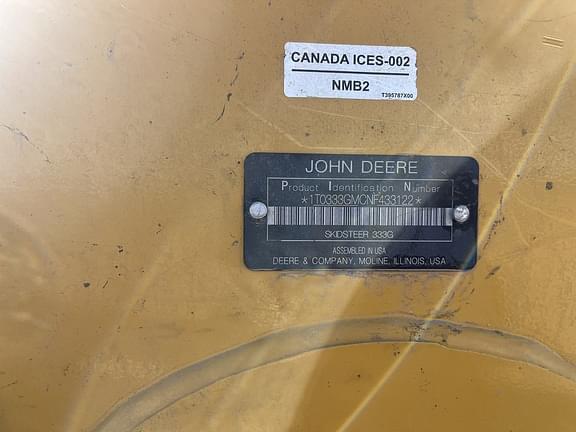 CANADA ICES-002
NMB2
T395787X00
JOHN DEERE
Product Identification Number
*1T0333GMCNF433122*
SKIDSTEER 333G
ASSEMBLED IN USA
DEERE & COMPANY, MOLINE, ILLINOIS, USA